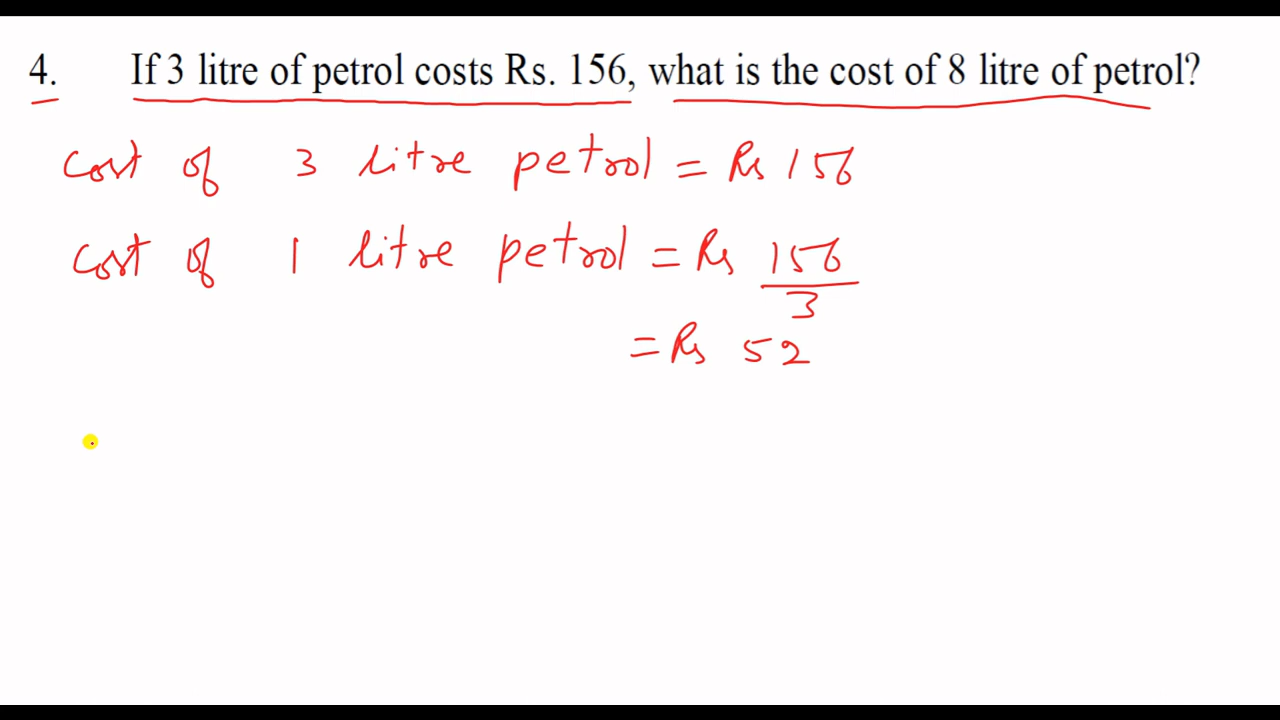 4. If 3 litre of petrol costs Rs. 156, what is the cost of 8 litre of petrol?
Cost of 3 litre petrol = Rs 156
Cost of 1 litre petrol = Rs 156
3
= Rs 52